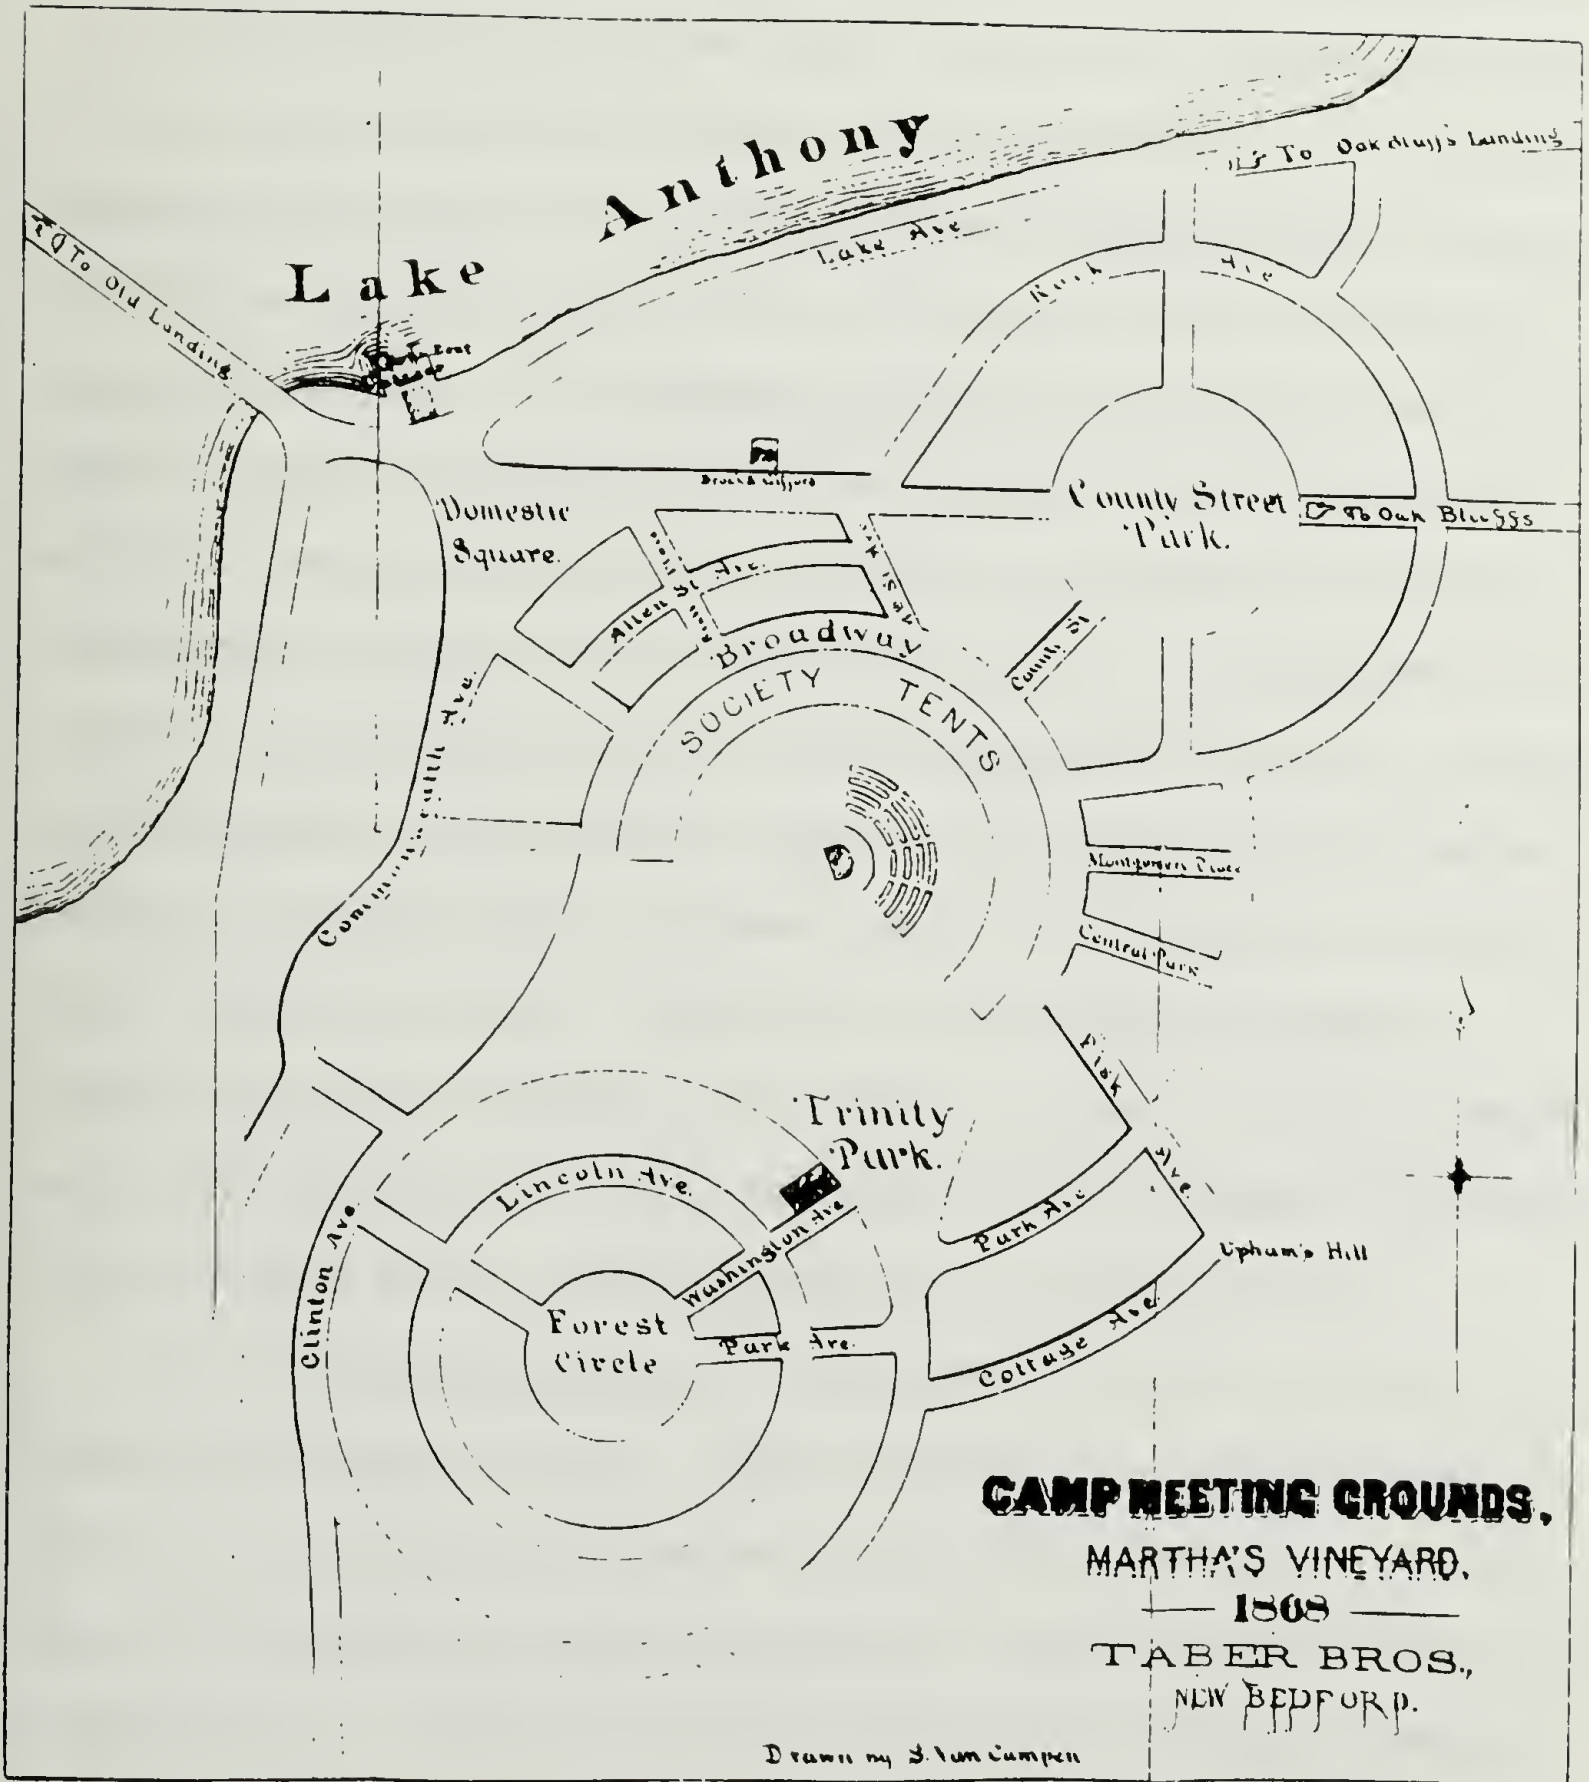 Lake Anthony
To Oak Bluffs Landing
To Old Landing
Lake Ave
Rock Ave
Domestic
Square.
County Street
Park.
To Oak Bluffs
Allen St Ave.
Broadway
County St
SOCIETY TENTS
Commonwealth Ave.
Montgomery Place
Central Park
Fisk Ave.
Trinity
Park.
Lincoln Ave.
Washington Ave
Park Ave
Upham's Hill
Clinton Ave.
Forest
Circle
Park Ave.
Cottage Ave.
CAMP MEETING GROUNDS,
MARTHA'S VINEYARD.
1868
TABER BROS.,
NEW BEDFORD.
Drawn by S. Van Campen